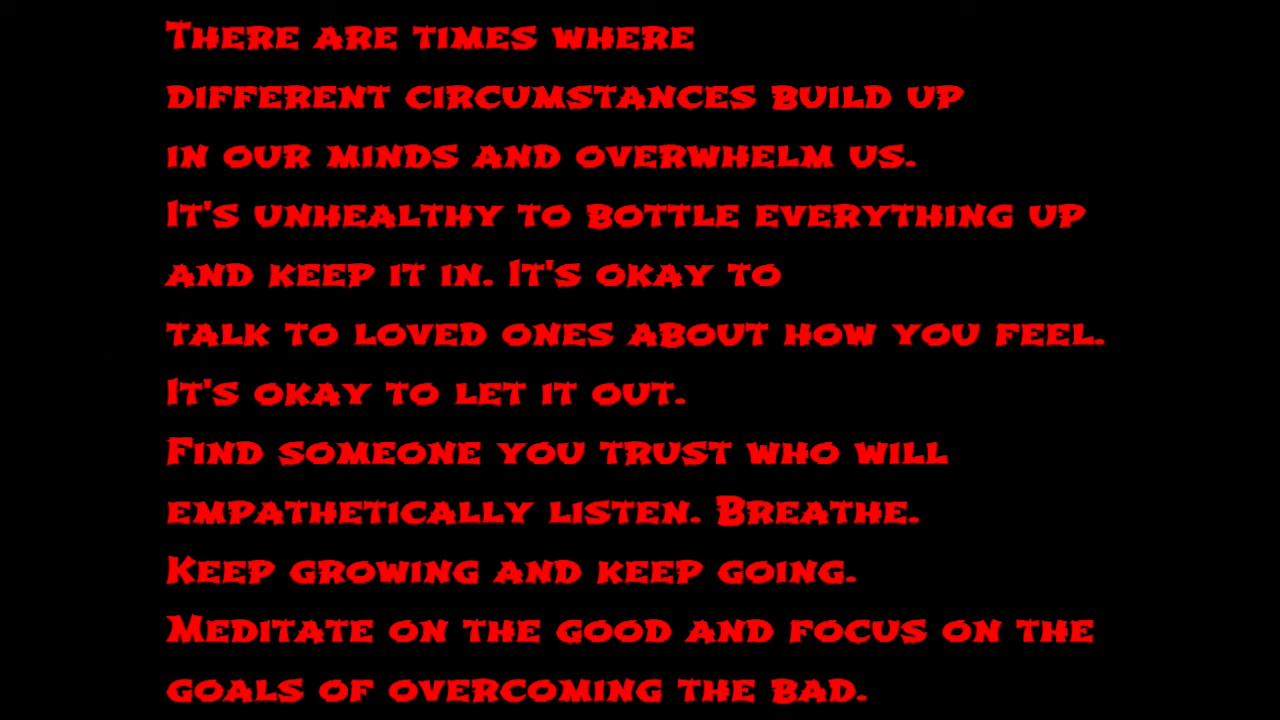 There are times where
different circumstances build up
in our minds and overwhelm us.
It's unhealthy to bottle everything up
and keep it in. It's okay to
talk to loved ones about how you feel.
It's okay to let it out.
Find someone you trust who will
empathetically listen. Breathe.
Keep growing and keep going.
Meditate on the good and focus on the
goals of overcoming the bad.